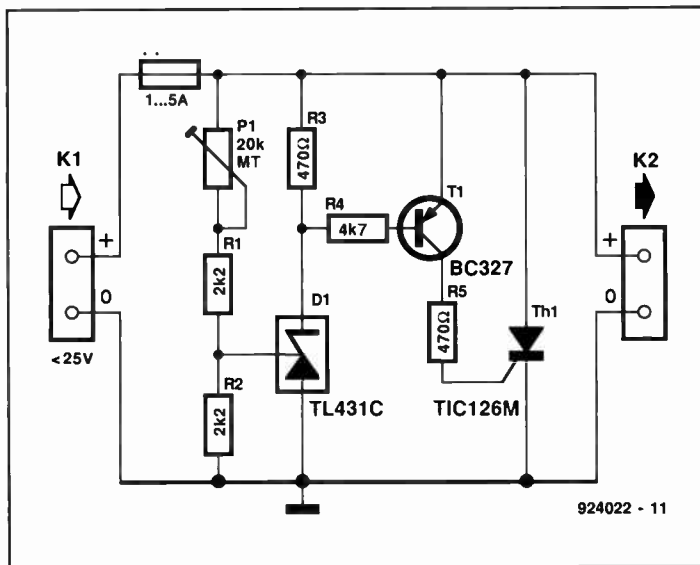 1...5A
P1
20k
MT
R3
470Ω
K1
K2
R4
4k7
T1
BC327
+
+
R1
2k2
R5
470Ω
0
0
<25V
D1
Th1
R2
2k2
TL431C
TIC126M
924022 - 11